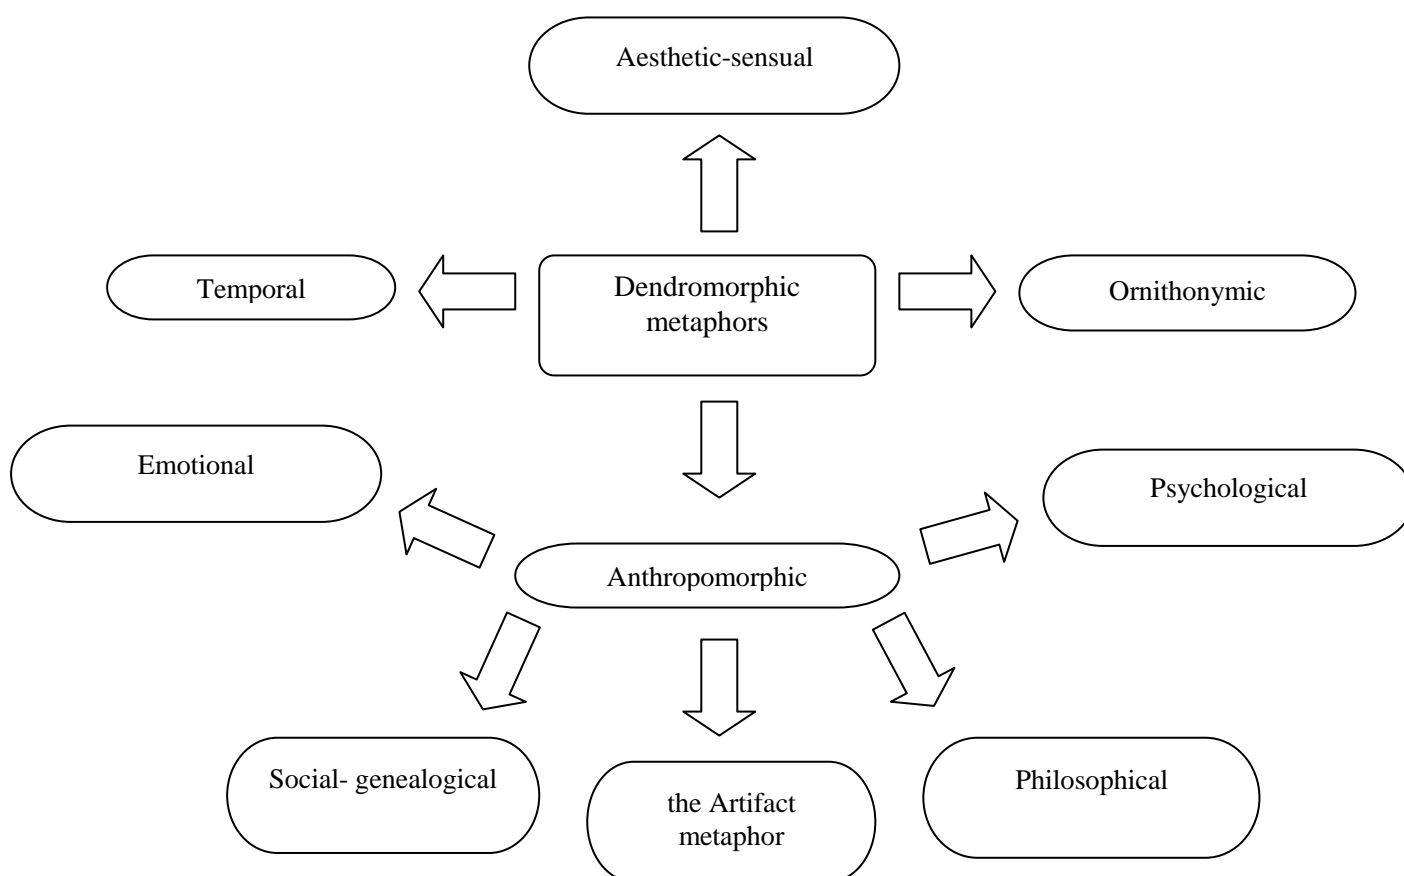 Aesthetic-sensual
Temporal
Dendromorphic
metaphors
Ornithonymic
Emotional
Psychological
Anthropomorphic
Social- genealogical
the Artifact
metaphor
Philosophical